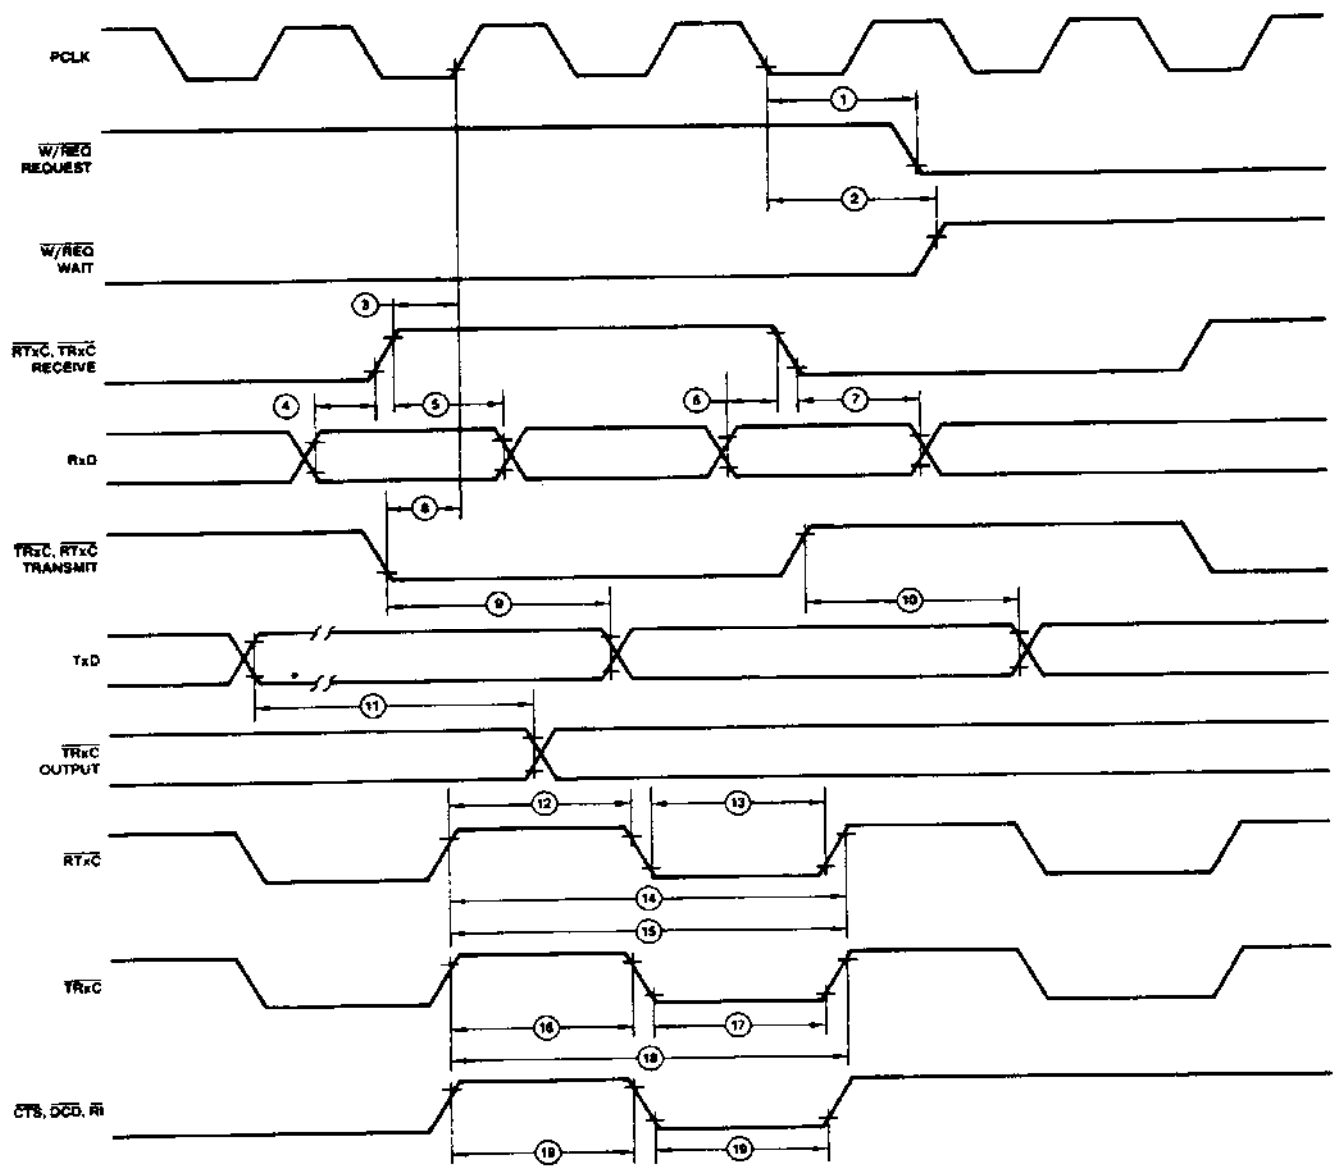 PCLK
1
W/REQ
REQUEST
2
W/REQ
WAIT
3
RTxC, TRxC
RECEIVE
4
5
6
7
RxD
8
TRxC, RTxC
TRANSMIT
9
10
TxD
11
TRxC
OUTPUT
12
13
RTxC
14
15
TRxC
16
17
18
CTS, DCD, RI
19
19